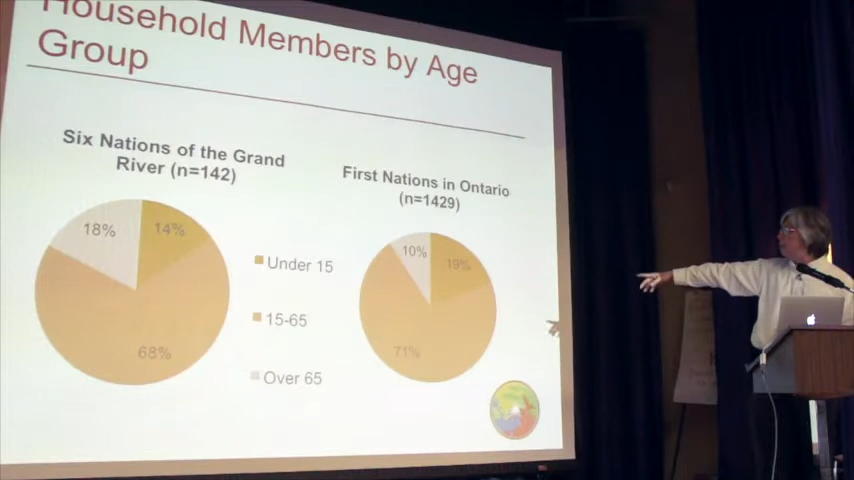 Household Members by Age
Group
Six Nations of the Grand
River (n=142)
First Nations in Ontario
(n=1429)
18%
14%
68%
Under 15
15-65
Over 65
10%
19%
71%